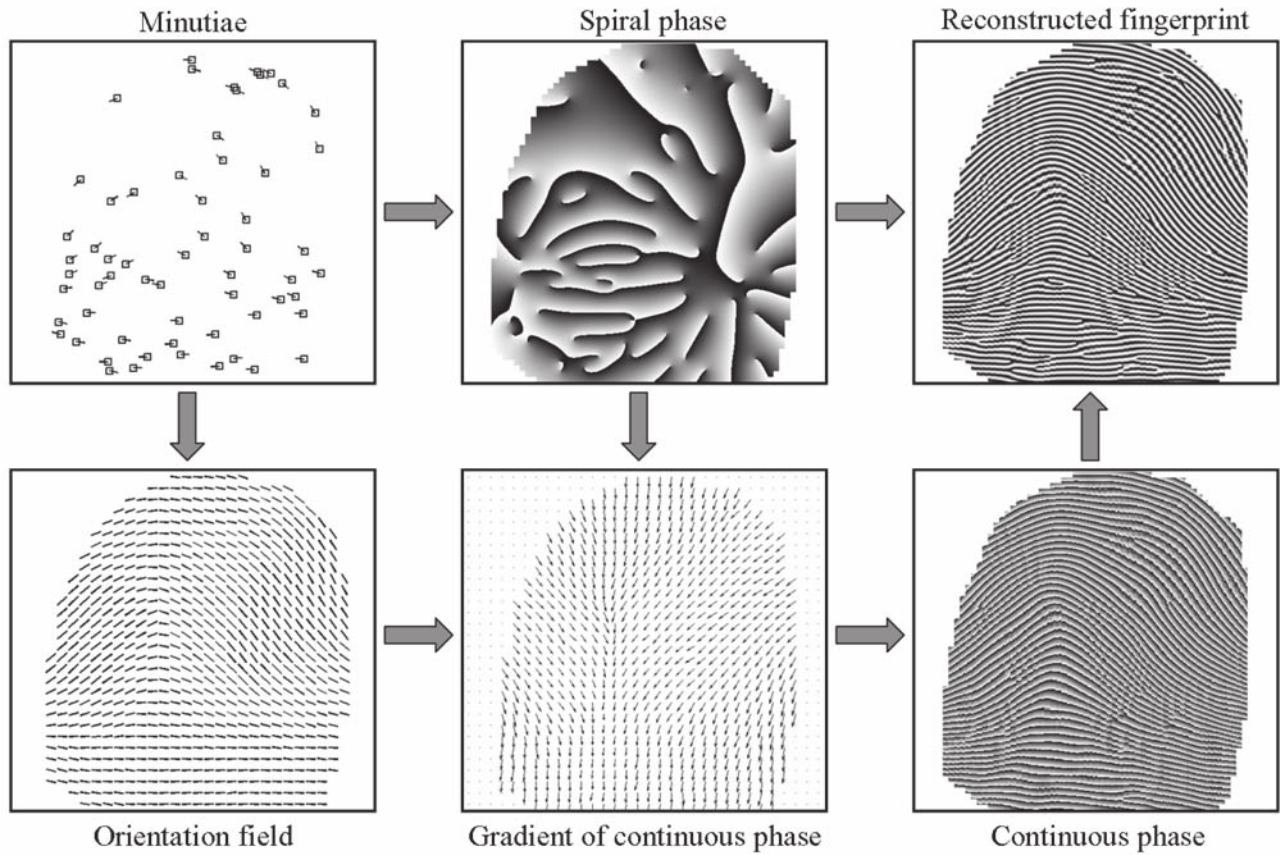 Minutiae
Spiral phase
Reconstructed fingerprint
Orientation field
Gradient of continuous phase
Continuous phase